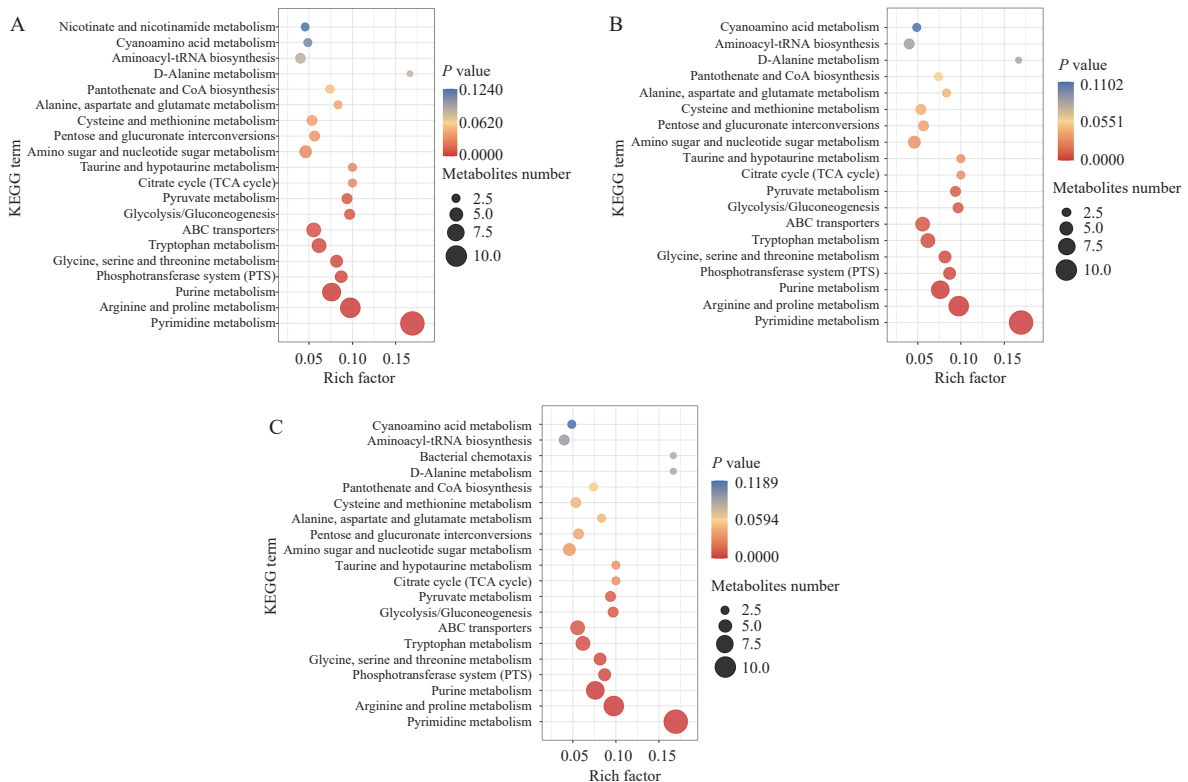 A
KEGG term
Nicotinate and nicotinamide metabolism
Cyanoamino acid metabolism
Aminoacyl-tRNA biosynthesis
D-Alanine metabolism
Pantothenate and CoA biosynthesis
Alanine, aspartate and glutamate metabolism
Cysteine and methionine metabolism
Pentose and glucuronate interconversions
Amino sugar and nucleotide sugar metabolism
Taurine and hypotaurine metabolism
Citrate cycle (TCA cycle)
Pyruvate metabolism
Glycolysis/Gluconeogenesis
ABC transporters
Tryptophan metabolism
Glycine, serine and threonine metabolism
Phosphotransferase system (PTS)
Purine metabolism
Arginine and proline metabolism
Pyrimidine metabolism
0.05 0.10 0.15
Rich factor
P value
0.1240
0.0620
0.0000
Metabolites number
2.5
5.0
7.5
10.0
B
KEGG term
Cyanoamino acid metabolism
Aminoacyl-tRNA biosynthesis
D-Alanine metabolism
Pantothenate and CoA biosynthesis
Alanine, aspartate and glutamate metabolism
Cysteine and methionine metabolism
Pentose and glucuronate interconversions
Amino sugar and nucleotide sugar metabolism
Taurine and hypotaurine metabolism
Citrate cycle (TCA cycle)
Pyruvate metabolism
Glycolysis/Gluconeogenesis
ABC transporters
Tryptophan metabolism
Glycine, serine and threonine metabolism
Phosphotransferase system (PTS)
Purine metabolism
Arginine and proline metabolism
Pyrimidine metabolism
0.05 0.10 0.15
Rich factor
P value
0.1102
0.0551
0.0000
Metabolites number
2.5
5.0
7.5
10.0
C
KEGG term
Cyanoamino acid metabolism
Aminoacyl-tRNA biosynthesis
Bacterial chemotaxis
D-Alanine metabolism
Pantothenate and CoA biosynthesis
Cysteine and methionine metabolism
Alanine, aspartate and glutamate metabolism
Pentose and glucuronate interconversions
Amino sugar and nucleotide sugar metabolism
Taurine and hypotaurine metabolism
Citrate cycle (TCA cycle)
Pyruvate metabolism
Glycolysis/Gluconeogenesis
ABC transporters
Tryptophan metabolism
Glycine, serine and threonine metabolism
Phosphotransferase system (PTS)
Purine metabolism
Arginine and proline metabolism
Pyrimidine metabolism
0.05 0.10 0.15
Rich factor
P value
0.1189
0.0594
0.0000
Metabolites number
2.5
5.0
7.5
10.0